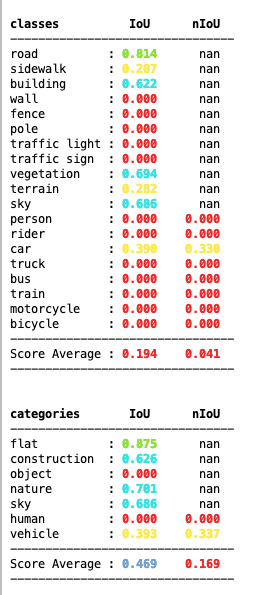 classes IoU nIoU
--------------------------------
road : 0.814 nan
sidewalk : 0.207 nan
building : 0.622 nan
wall : 0.000 nan
fence : 0.000 nan
pole : 0.000 nan
traffic light : 0.000 nan
traffic sign : 0.000 nan
vegetation : 0.694 nan
terrain : 0.282 nan
sky : 0.686 nan
person : 0.000 0.000
rider : 0.000 0.000
car : 0.390 0.330
truck : 0.000 0.000
bus : 0.000 0.000
train : 0.000 0.000
motorcycle : 0.000 0.000
bicycle : 0.000 0.000
--------------------------------
Score Average : 0.194 0.041
--------------------------------
categories IoU nIoU
--------------------------------
flat : 0.875 nan
construction : 0.626 nan
object : 0.000 nan
nature : 0.701 nan
sky : 0.686 nan
human : 0.000 0.000
vehicle : 0.393 0.337
--------------------------------
Score Average : 0.469 0.169
--------------------------------